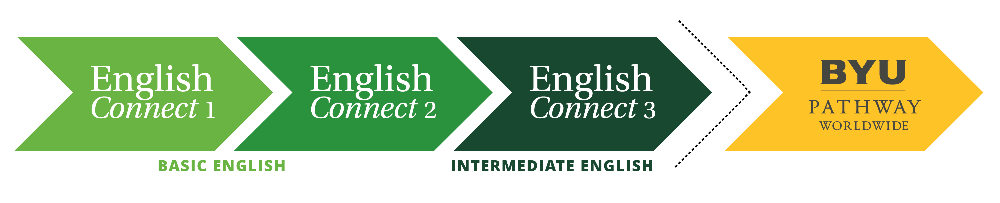 English
Connect 1
English
Connect 2
English
Connect 3
BYU
PATHWAY
WORLDWIDE
BASIC ENGLISH
INTERMEDIATE ENGLISH